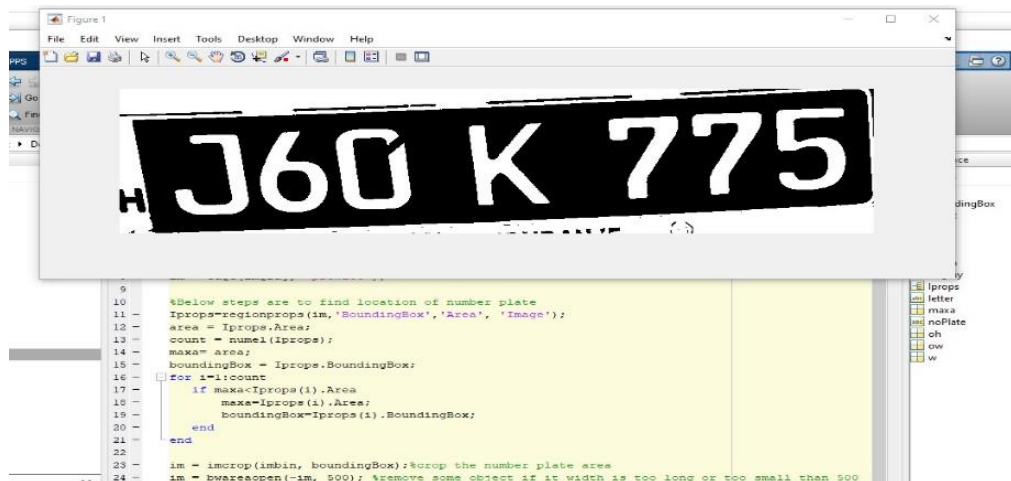 Figure 1
File Edit View Insert Tools Desktop Window Help
PPS
Go
NAVIG
J60 K 775
H
dingBox
Iprops
letter
maxa
noPlate
oh
ow
w
9
10 %Below steps are to find location of number plate
11 Iprops=regionprops(im,'BoundingBox','Area', 'Image');
12 area = Iprops.Area;
13 count = numel(Iprops);
14 maxa= area;
15 boundingBox = Iprops.BoundingBox;
16 for i=1:count
17 if maxa<Iprops(i).Area
18 maxa=Iprops(i).Area;
19 boundingBox=Iprops(i).BoundingBox;
20 end
21 end
22
23 im = imcrop(imbin, boundingBox);%crop the number plate area
24 im = bwareaopen(~im, 500); %remove some object if it width is too long or too small than 500